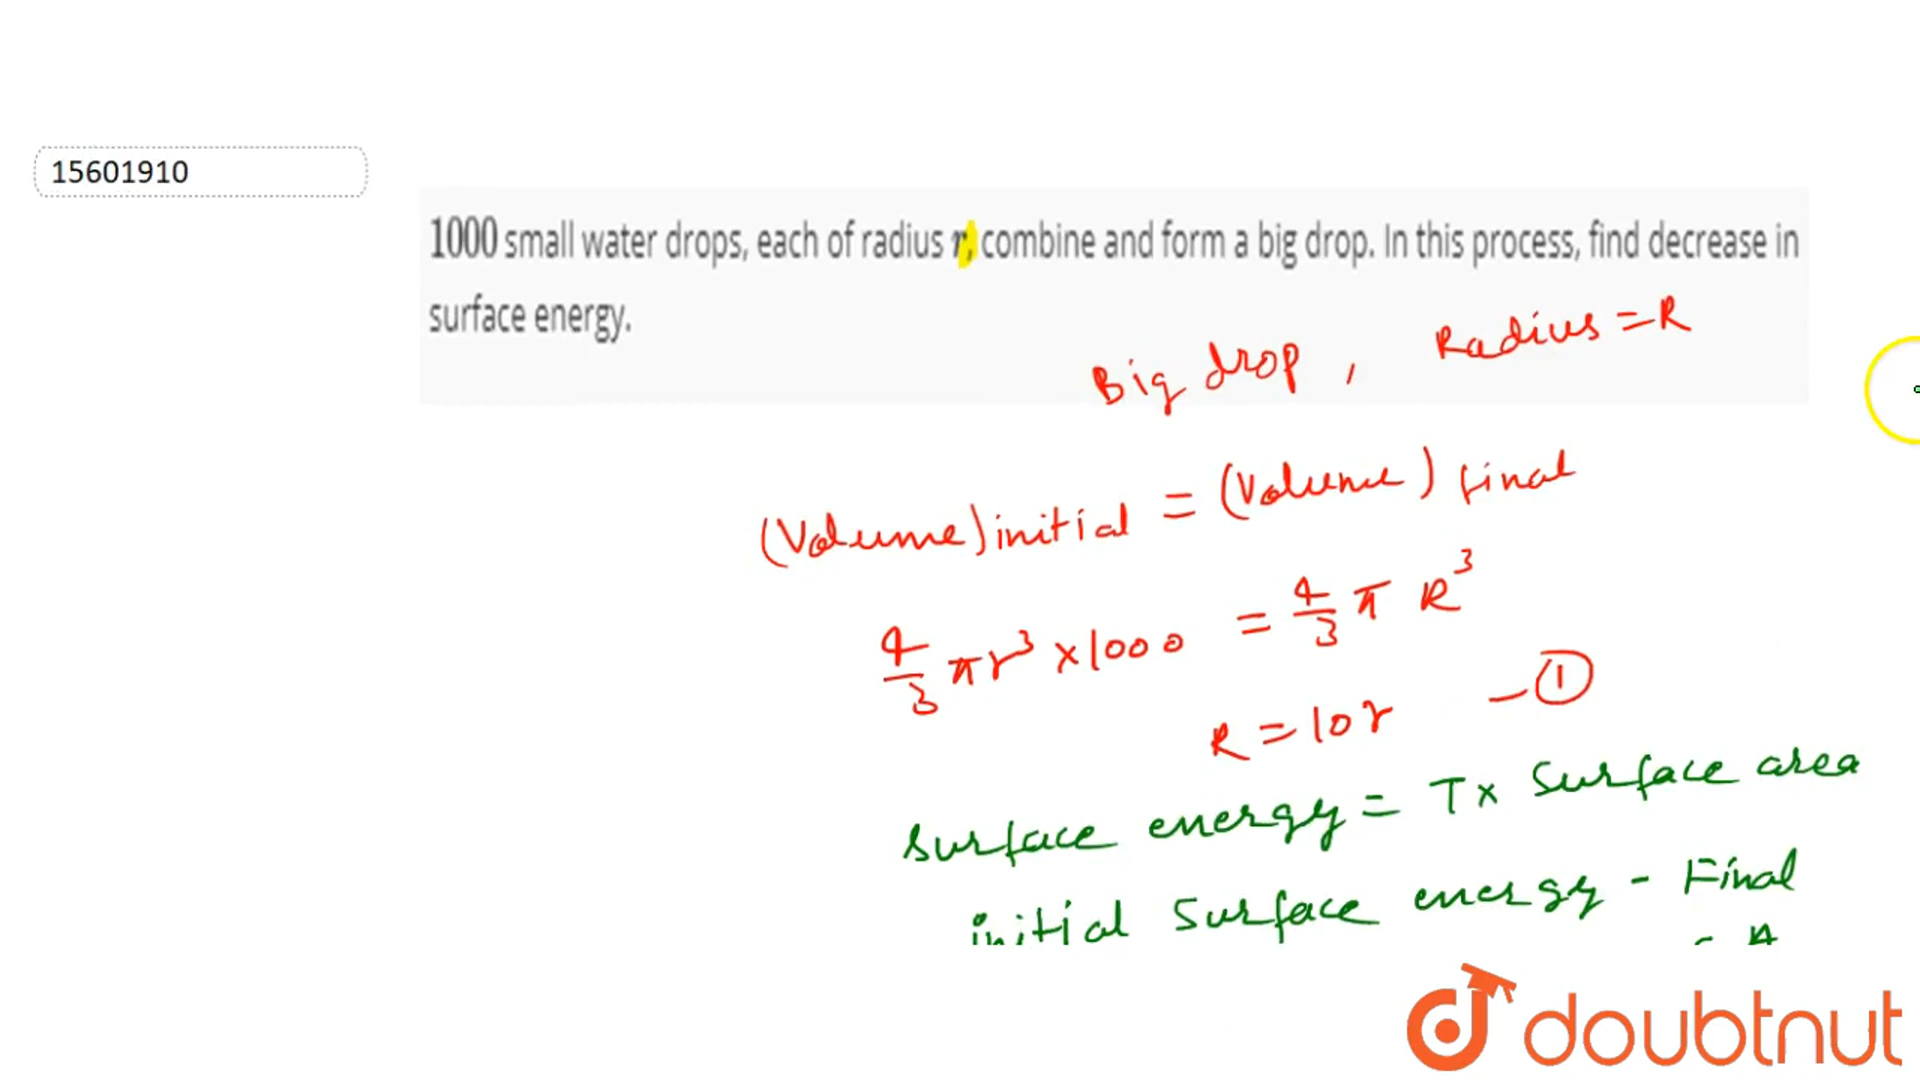 15601910
1000 small water drops, each of radius r, combine and form a big drop. In this process, find decrease in
surface energy.
Big drop, Radius = R
(Volume)initial = (Volume) final
4/3 πr³ × 1000 = 4/3 π R³
R = 10r — ①
Surface energy = T × Surface area
initial Surface energy - Final
doubtnut